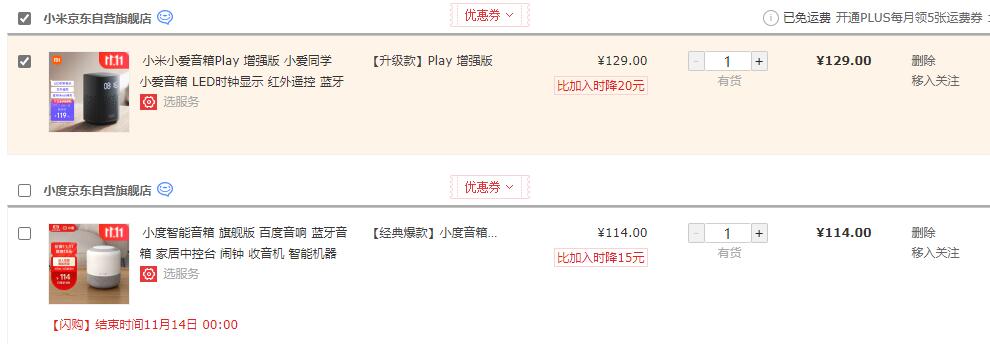 小米京东自营旗舰店
优惠券
已免运费 开通PLUS每月领5张运费券
小米小爱音箱Play 增强版 小爱同学
小爱音箱 LED时钟显示 红外遥控 蓝牙
选服务
【升级款】Play 增强版
¥129.00
比加入时降20元
- 1 +
有货
¥129.00
删除
移入关注
11.11
119
小度京东自营旗舰店
优惠券
小度智能音箱 旗舰版 百度音响 蓝牙音
箱 家居中控台 闹钟 收音机 智能机器
选服务
【经典爆款】小度音箱...
¥114.00
比加入时降15元
- 1 +
有货
¥114.00
删除
移入关注
11.11
114
【闪购】结束时间11月14日 00:00